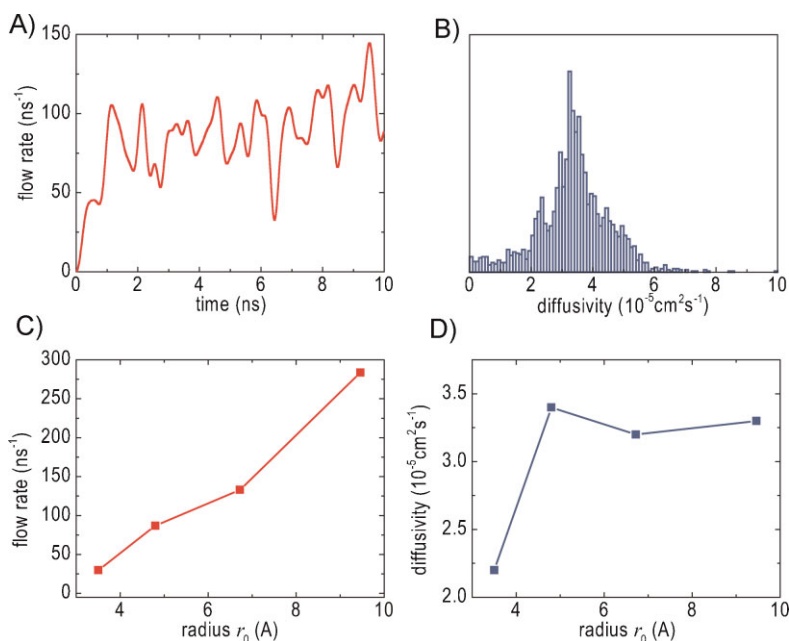 A)
150
100
50
0
flow rate (ns⁻¹)
0 2 4 6 8 10
time (ns)
B)
0 2 4 6 8 10
diffusivity (10⁻⁵cm²s⁻¹)
C)
300
250
200
150
100
50
0
flow rate (ns⁻¹)
4 6 8 10
radius r₀ (A)
D)
3.5
3.0
2.5
2.0
diffusivity (10⁻⁵cm²s⁻¹)
4 6 8 10
radius r₀ (A)